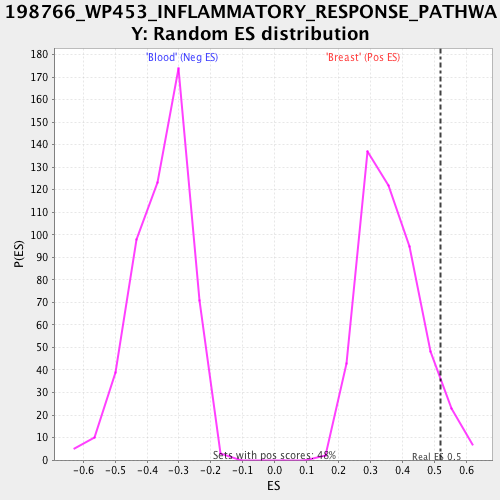 198766_WP453_INFLAMMATORY_RESPONSE_PATHWA
Y: Random ES distribution
'Blood' (Neg ES) 'Breast' (Pos ES)
180
170
160
150
140
130
120
110
100
90
80
70
60
50
40
30
20
10
0
P(ES)
Sets with pos scores: 48%
Real ES 0.5
-0.6 -0.5 -0.4 -0.3 -0.2 -0.1 0.0 0.1 0.2 0.3 0.4 0.5 0.6
ES